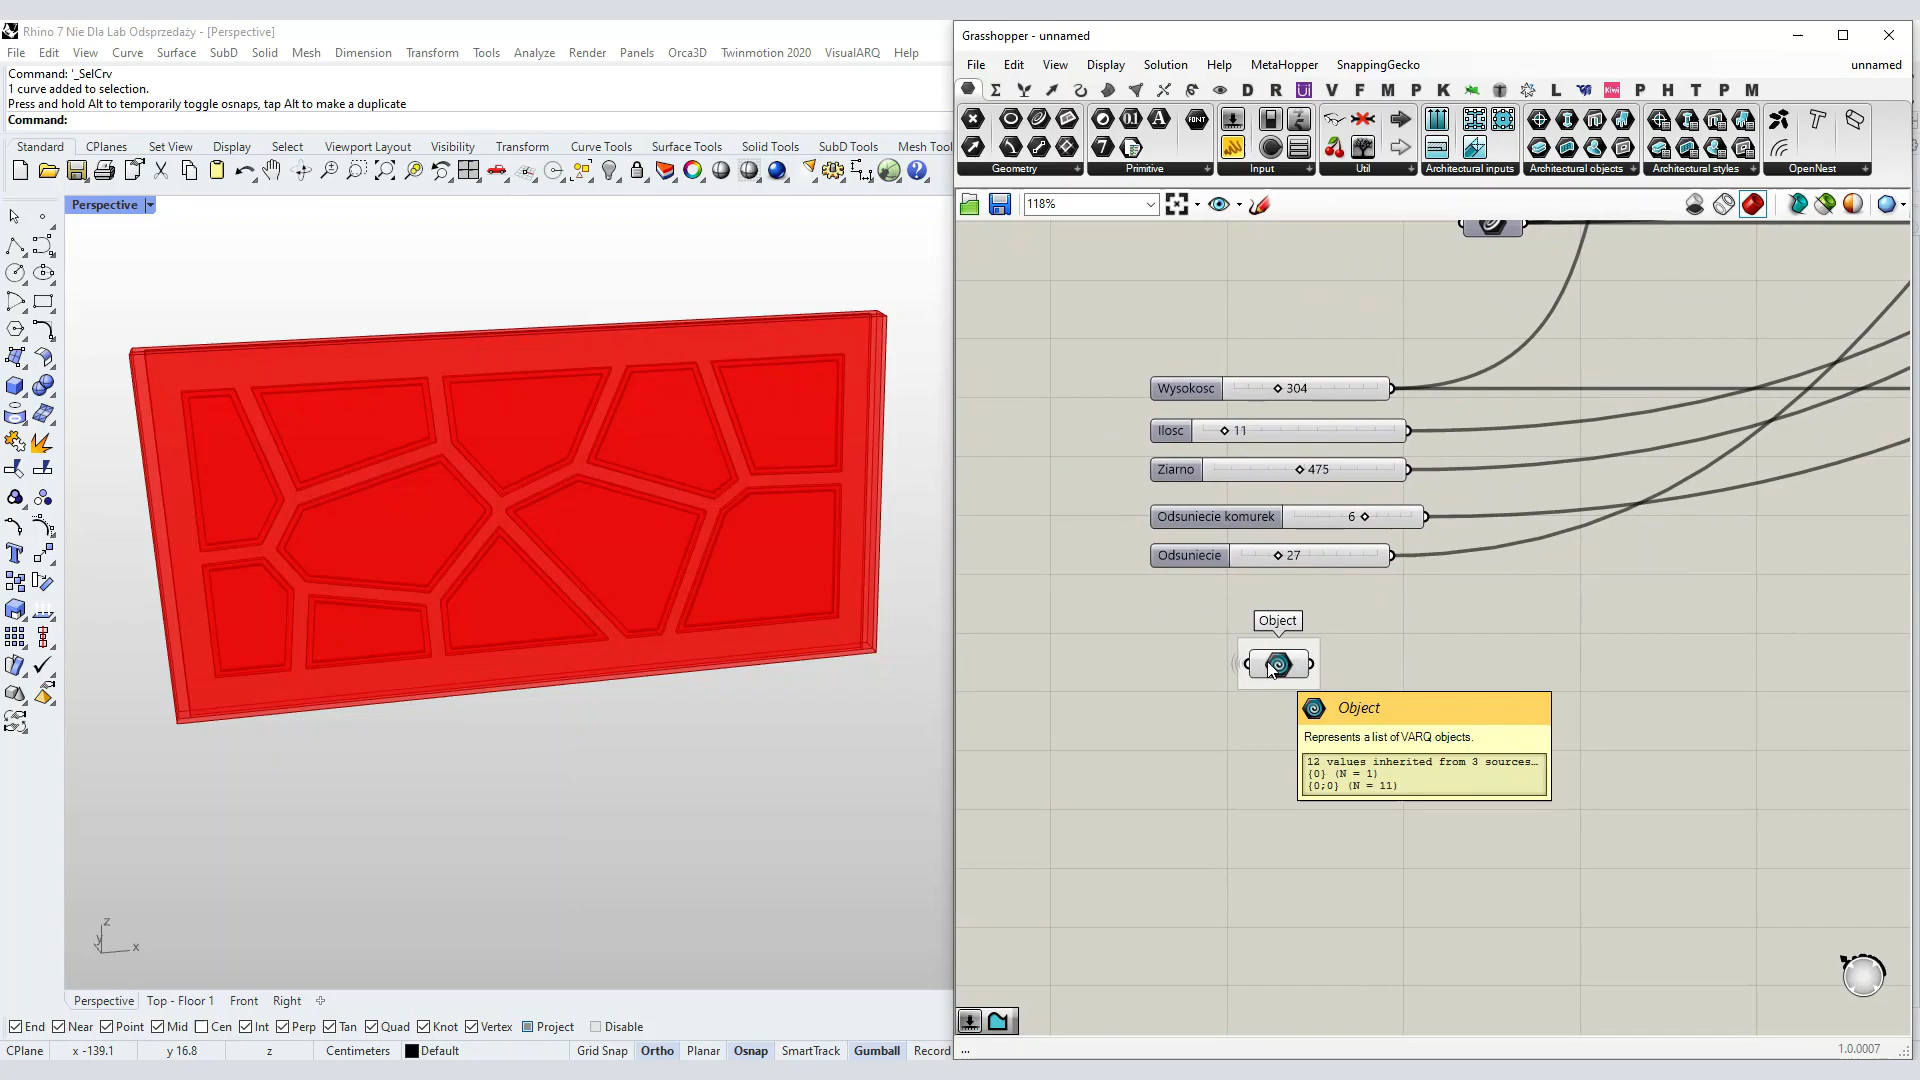 Rhino 7 Nie Dla Lab Odsprzedaży - [Perspective]
File Edit View Curve Surface SubD Solid Mesh Dimension Transform Tools Analyze Render Panels Orca3D Twinmotion 2020 VisualARQ Help
Command: '_SelCrv
1 curve added to selection.
Press and hold Alt to temporarily toggle osnaps, tap Alt to make a duplicate
Command:
Standard CPlanes Set View Display Select Viewport Layout Visibility Transform Curve Tools Surface Tools Solid Tools SubD Tools Mesh Tool
Perspective
z
y
x
Perspective Top - Floor 1 Front Right
End Near Point Mid Cen Int Perp Tan Quad Knot Vertex Project Disable
CPlane x -139.1 y 16.8 z Centimeters Default Grid Snap Ortho Planar Osnap SmartTrack Gumball Record
Grasshopper - unnamed
File Edit View Display Solution Help MetaHopper SnappingGecko unnamed
D R V F M P K L P H T P M
Geometry Primitive Input Util Architectural inputs Architectural objects Architectural styles OpenNest
118%
Wysokosc 304
Ilosc 11
Ziarno 475
Odsuniecie komurek 6
Odsuniecie 27
Object
Object
Represents a list of VARQ objects.
12 values inherited from 3 sources…
{0} (N = 1)
{0;0} (N = 11)
...
1.0.0007